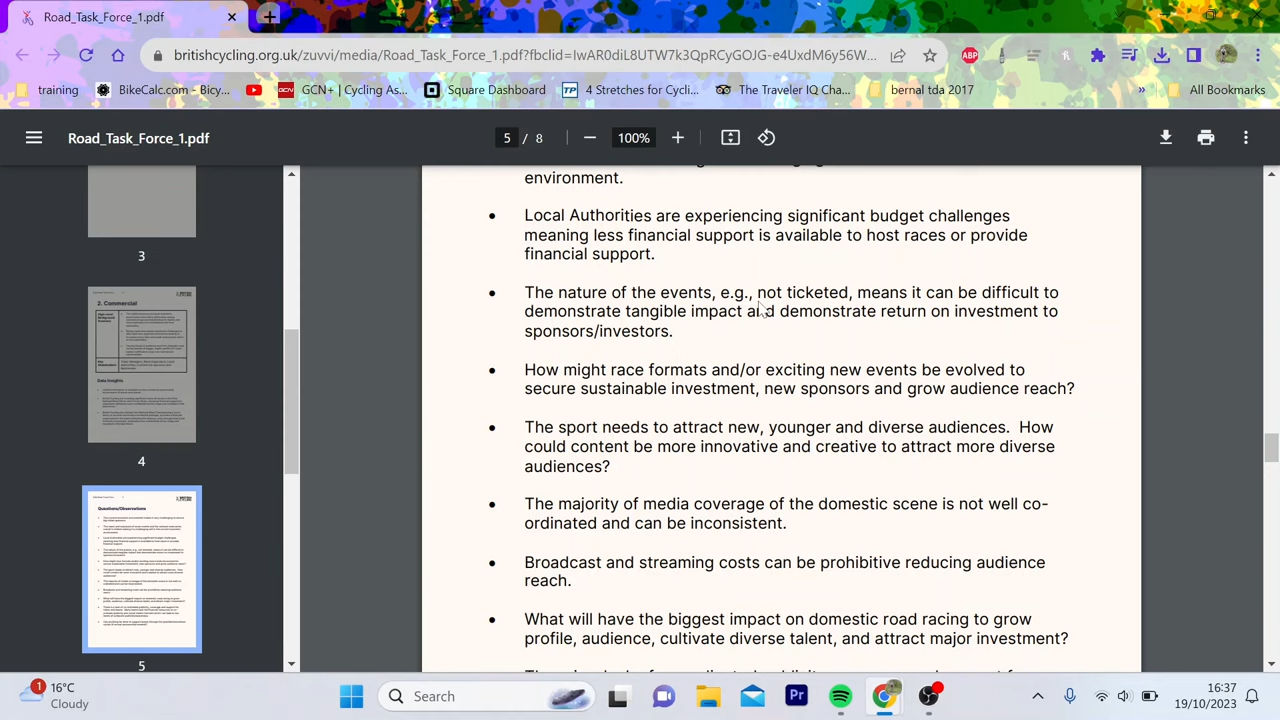 Road_Task_Force_1.pdf
britishcycling.org.uk/zuvvi/media/Road_Task_Force_1.pdf?fbclid=IwAR0diL8UTW7k3QpRCyGOJG-e4UxdM6y56W...
ABP
training
BikeCalc.com - Bicy...
GCN+ | Cycling As...
Square Dashboard
TP
4 Stretches for Cycli...
The Traveler IQ Cha...
bernal tda 2017
»
All Bookmarks
Road_Task_Force_1.pdf
5 / 8
100%
3
2. Commercial
4
Questions/Observations
5
environment.
• Local Authorities are experiencing significant budget challenges
meaning less financial support is available to host races or provide
financial support.
• The nature of the events, e.g., not ticketed, means it can be difficult to
demonstrate tangible impact and demonstrate return on investment to
sponsors/investors.
• How might race formats and/or exciting new events be evolved to
secure sustainable investment, new sponsors and grow audience reach?
• The sport needs to attract new, younger and diverse audiences. How
could content be more innovative and creative to attract more diverse
audiences?
• The majority of media coverage of the domestic scene is not well co-
ordinated and can be inconsistent.
• Broadcast and streaming costs can be prohibitive reducing audience
reach.
• What will have the biggest impact on domestic road racing to grow
profile, audience, cultivate diverse talent, and attract major investment?
1
16°C
Cloudy
Search
Pr
16:37
19/10/2023